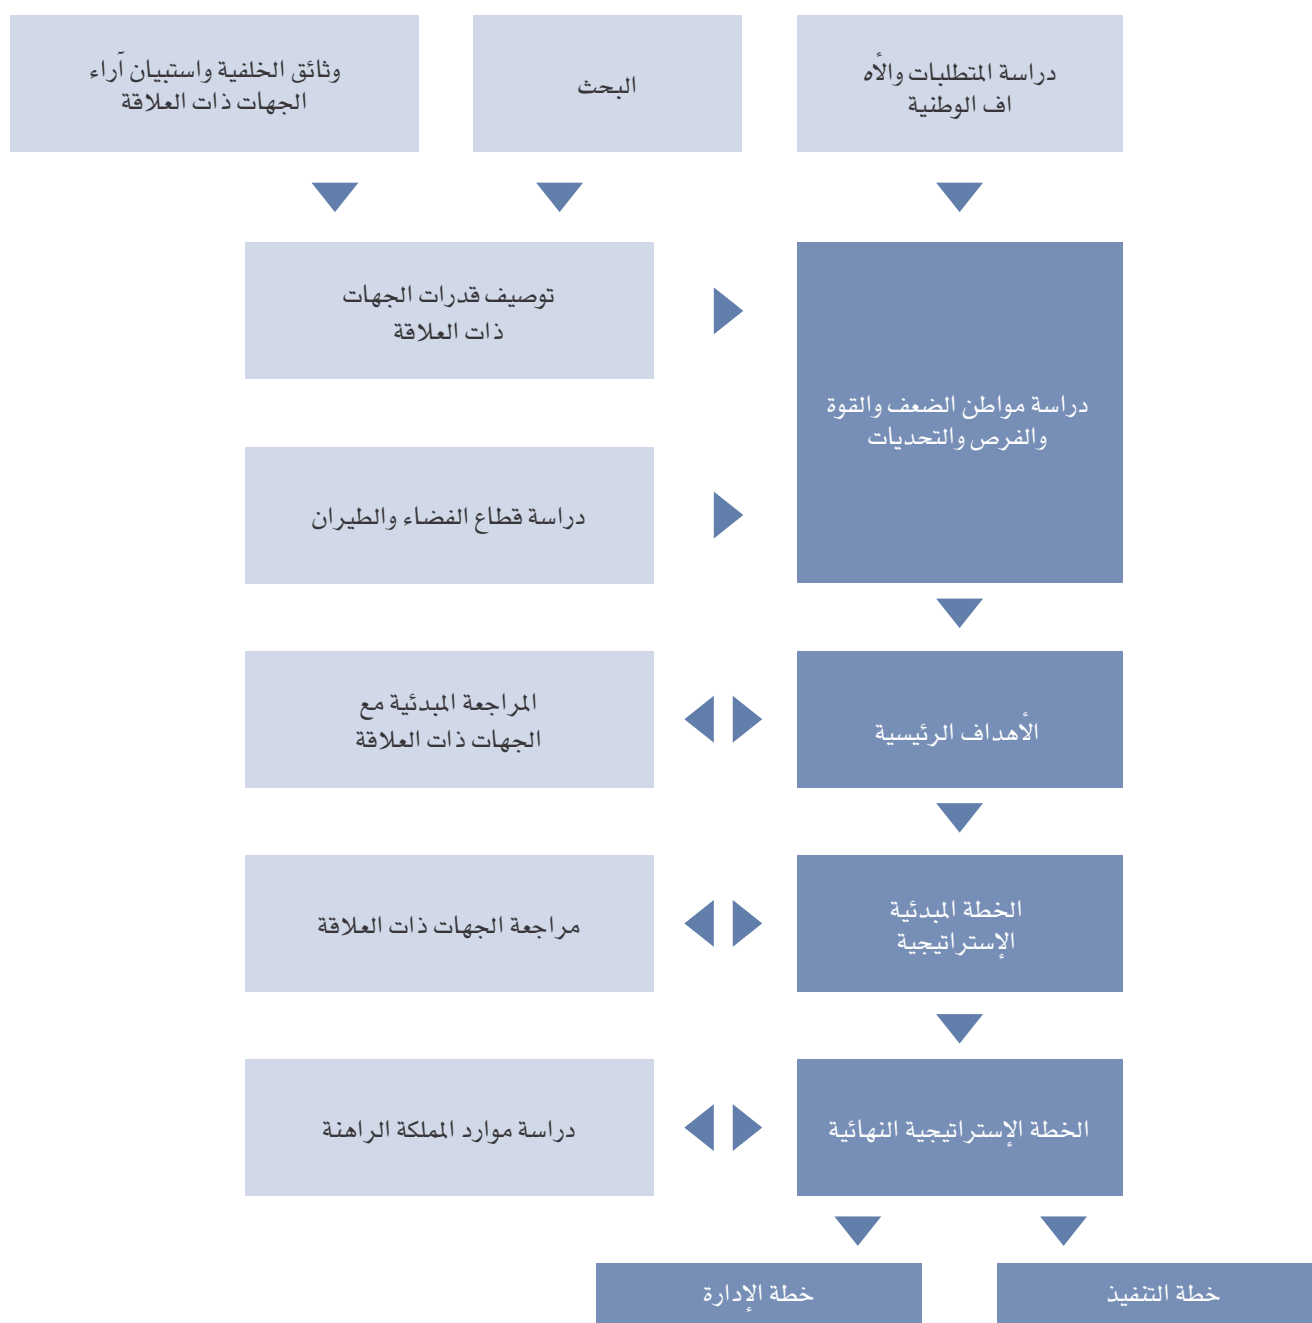 دراسة المتطلبات والأه
اف الوطنية
البحث
وثائق الخلفية واستبيان آراء
الجهات ذات العلاقة
توصيف قدرات الجهات
ذات العلاقة
دراسة مواطن الضعف والقوة
والفرص والتحديات
دراسة قطاع الفضاء والطيران
الأهداف الرئيسية
المراجعة المبدئية مع
الجهات ذات العلاقة
الخطة المبدئية
الإستراتيجية
مراجعة الجهات ذات العلاقة
الخطة الإستراتيجية النهائية
دراسة موارد المملكة الراهنة
خطة التنفيذ
خطة الإدارة